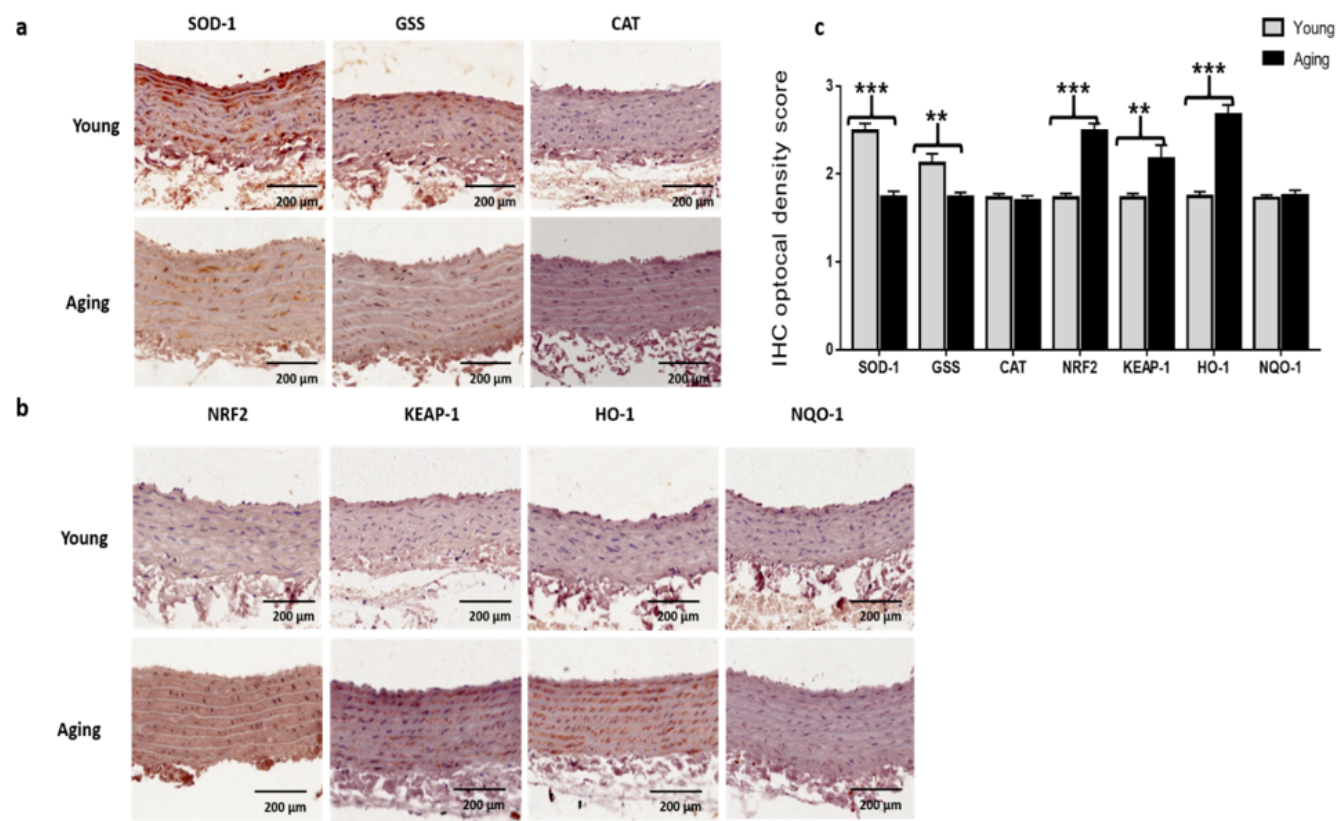 a
SOD-1 GSS CAT
Young
200 µm 200 µm 200 µm
Aging
200 µm 200 µm 200 µm
b
NRF2 KEAP-1 HO-1 NQO-1
Young
200 µm 200 µm 200 µm 200 µm
Aging
200 µm 200 µm 200 µm 200 µm
c
Young
Aging
IHC optocal density score
3
2
1
0
*** ** *** ** ***
SOD-1 GSS CAT NRF2 KEAP-1 HO-1 NQO-1